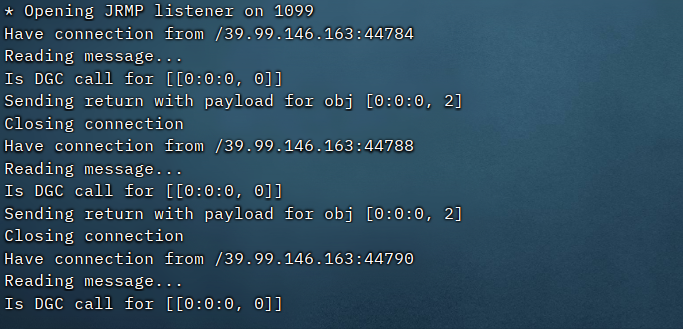 * Opening JRMP listener on 1099
Have connection from /39.99.146.163:44784
Reading message...
Is DGC call for [[0:0:0, 0]]
Sending return with payload for obj [0:0:0, 2]
Closing connection
Have connection from /39.99.146.163:44788
Reading message...
Is DGC call for [[0:0:0, 0]]
Sending return with payload for obj [0:0:0, 2]
Closing connection
Have connection from /39.99.146.163:44790
Reading message...
Is DGC call for [[0:0:0, 0]]